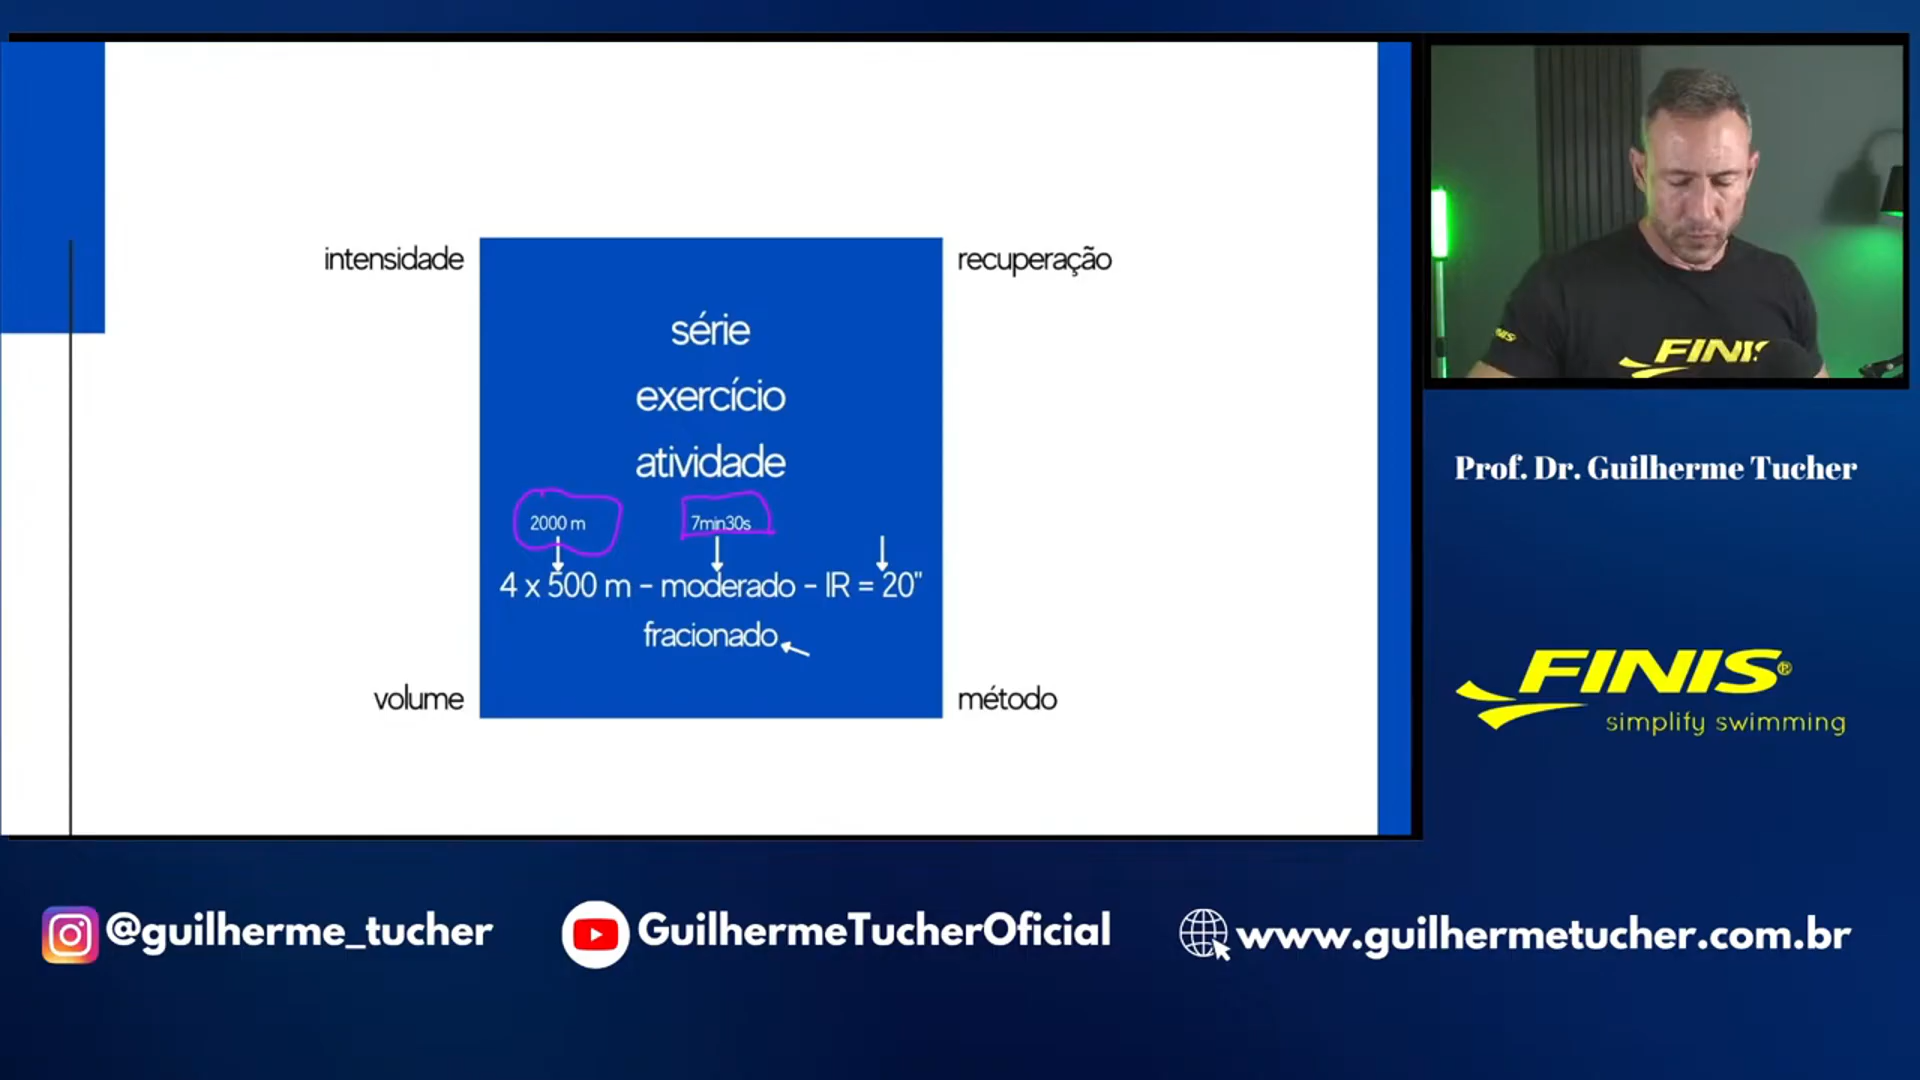 intensidade
recuperação
série
exercício
atividade
2000 m
7min30s
4 x 500 m – moderado – IR = 20"
fracionado
volume
método
FINIS
Prof. Dr. Guilherme Tucher
FINIS®
simplify swimming
@guilherme_tucher
GuilhermeTucherOficial
www.guilhermetucher.com.br